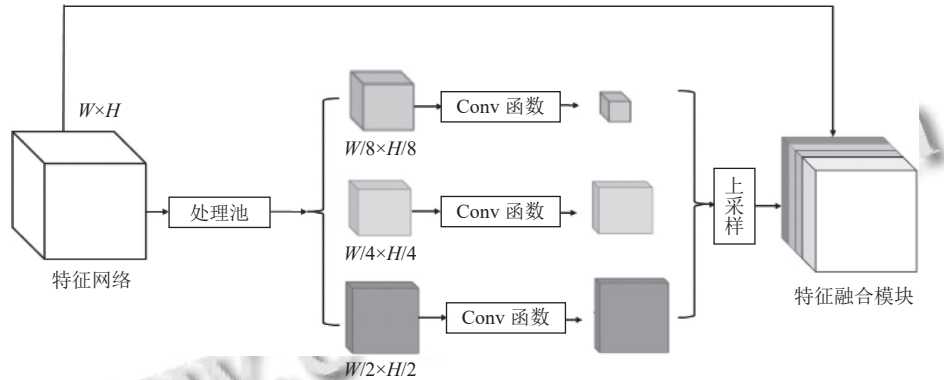 W×H
特征网络
处理池
Conv 函数
W/8×H/8
Conv 函数
W/4×H/4
Conv 函数
W/2×H/2
上采样
特征融合模块